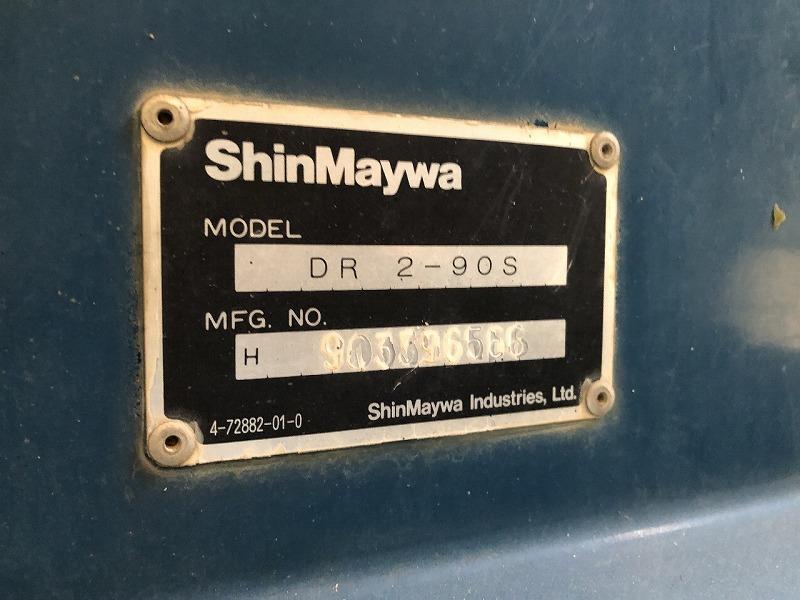 ShinMaywa
MODEL
DR 2-90S
MFG. NO.
H
4-72882-01-0
ShinMaywa Industries, Ltd.